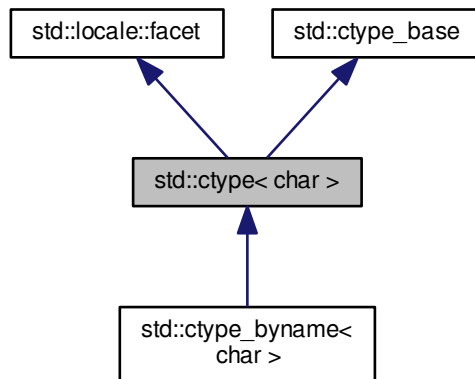 std::locale::facet
std::ctype_base
std::ctype< char >
std::ctype_byname<
char >